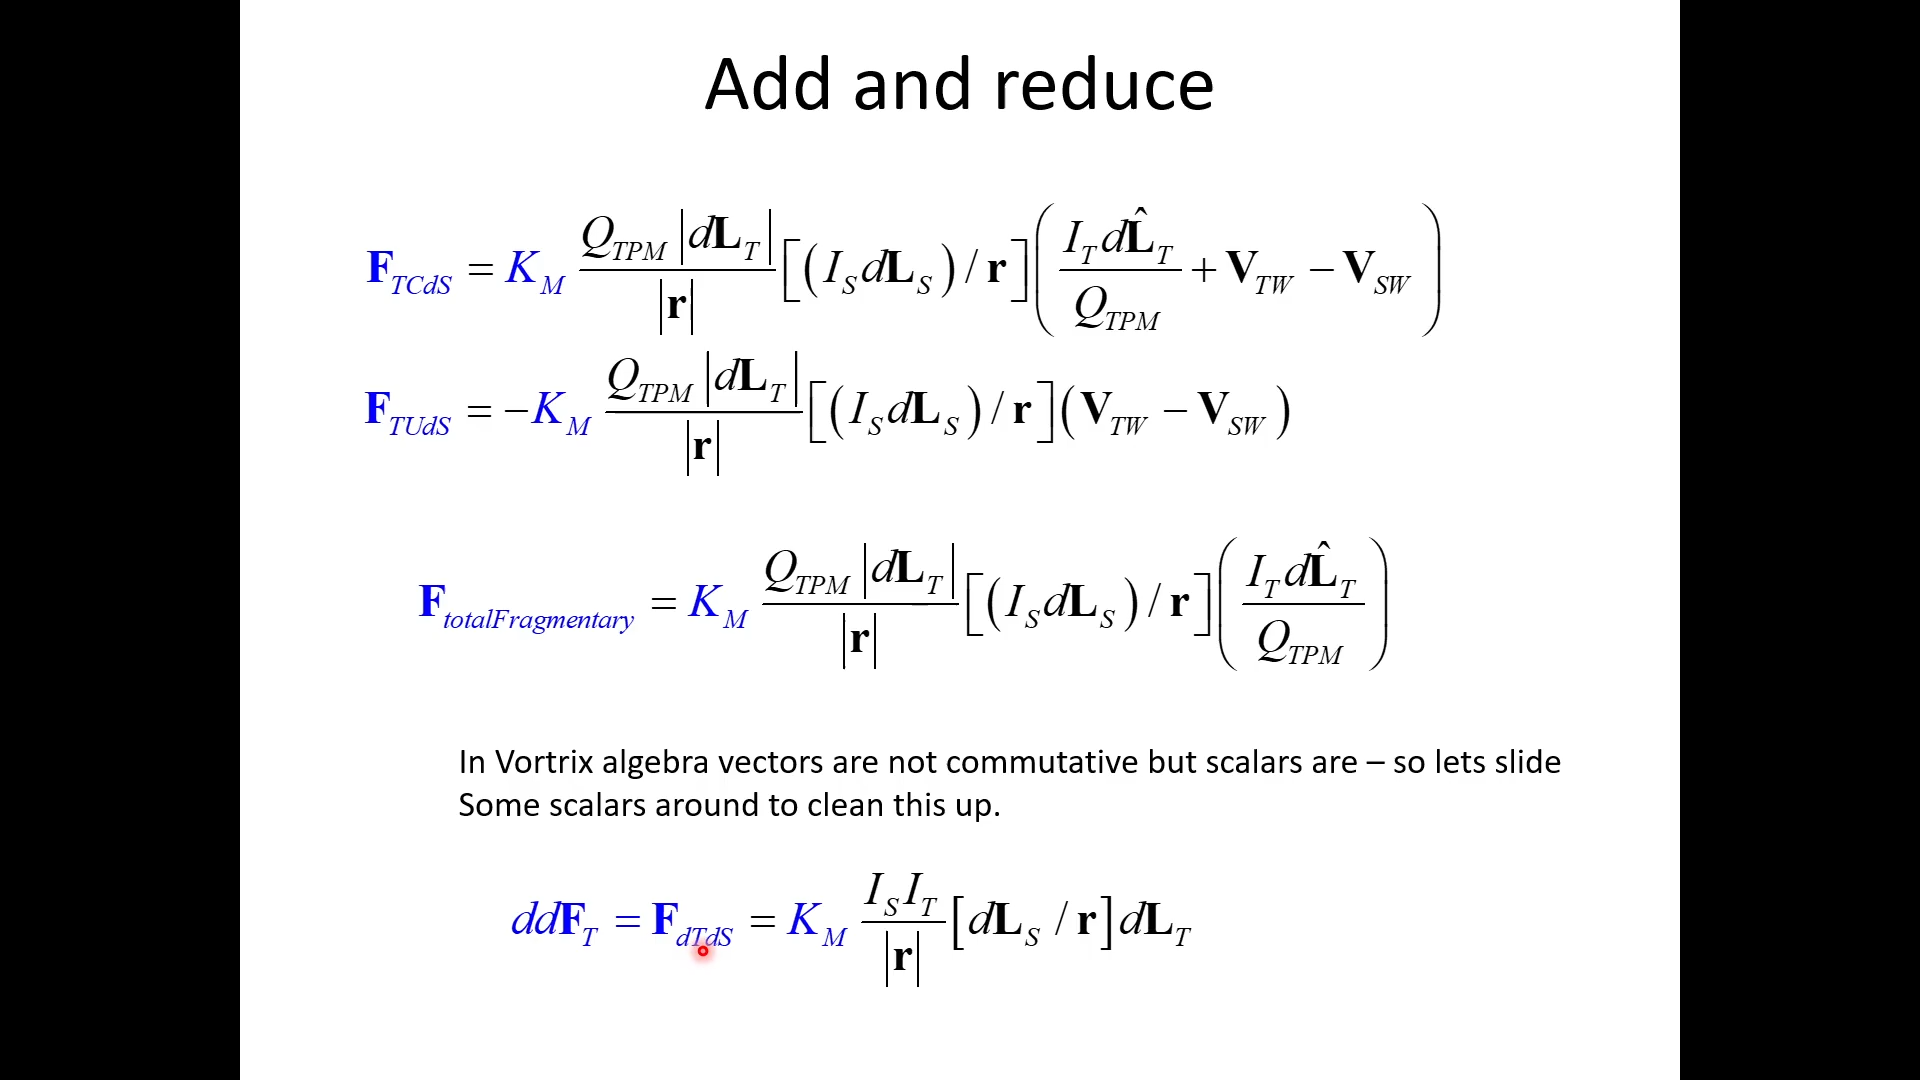 Add and reduce
F_TCdS = K_M (Q_TPM |dL_T| / |r|) [(I_S dL_S) / r] (I_T dL̂_T / Q_TPM + V_TW − V_SW)
F_TUdS = −K_M (Q_TPM |dL_T| / |r|) [(I_S dL_S) / r] (V_TW − V_SW)
F_totalFragmentary = K_M (Q_TPM |dL_T| / |r|) [(I_S dL_S) / r] (I_T dL̂_T / Q_TPM)
In Vortrix algebra vectors are not commutative but scalars are – so lets slide
Some scalars around to clean this up.
ddF_T = F_dTdS = K_M (I_S I_T / |r|) [dL_S / r] dL_T